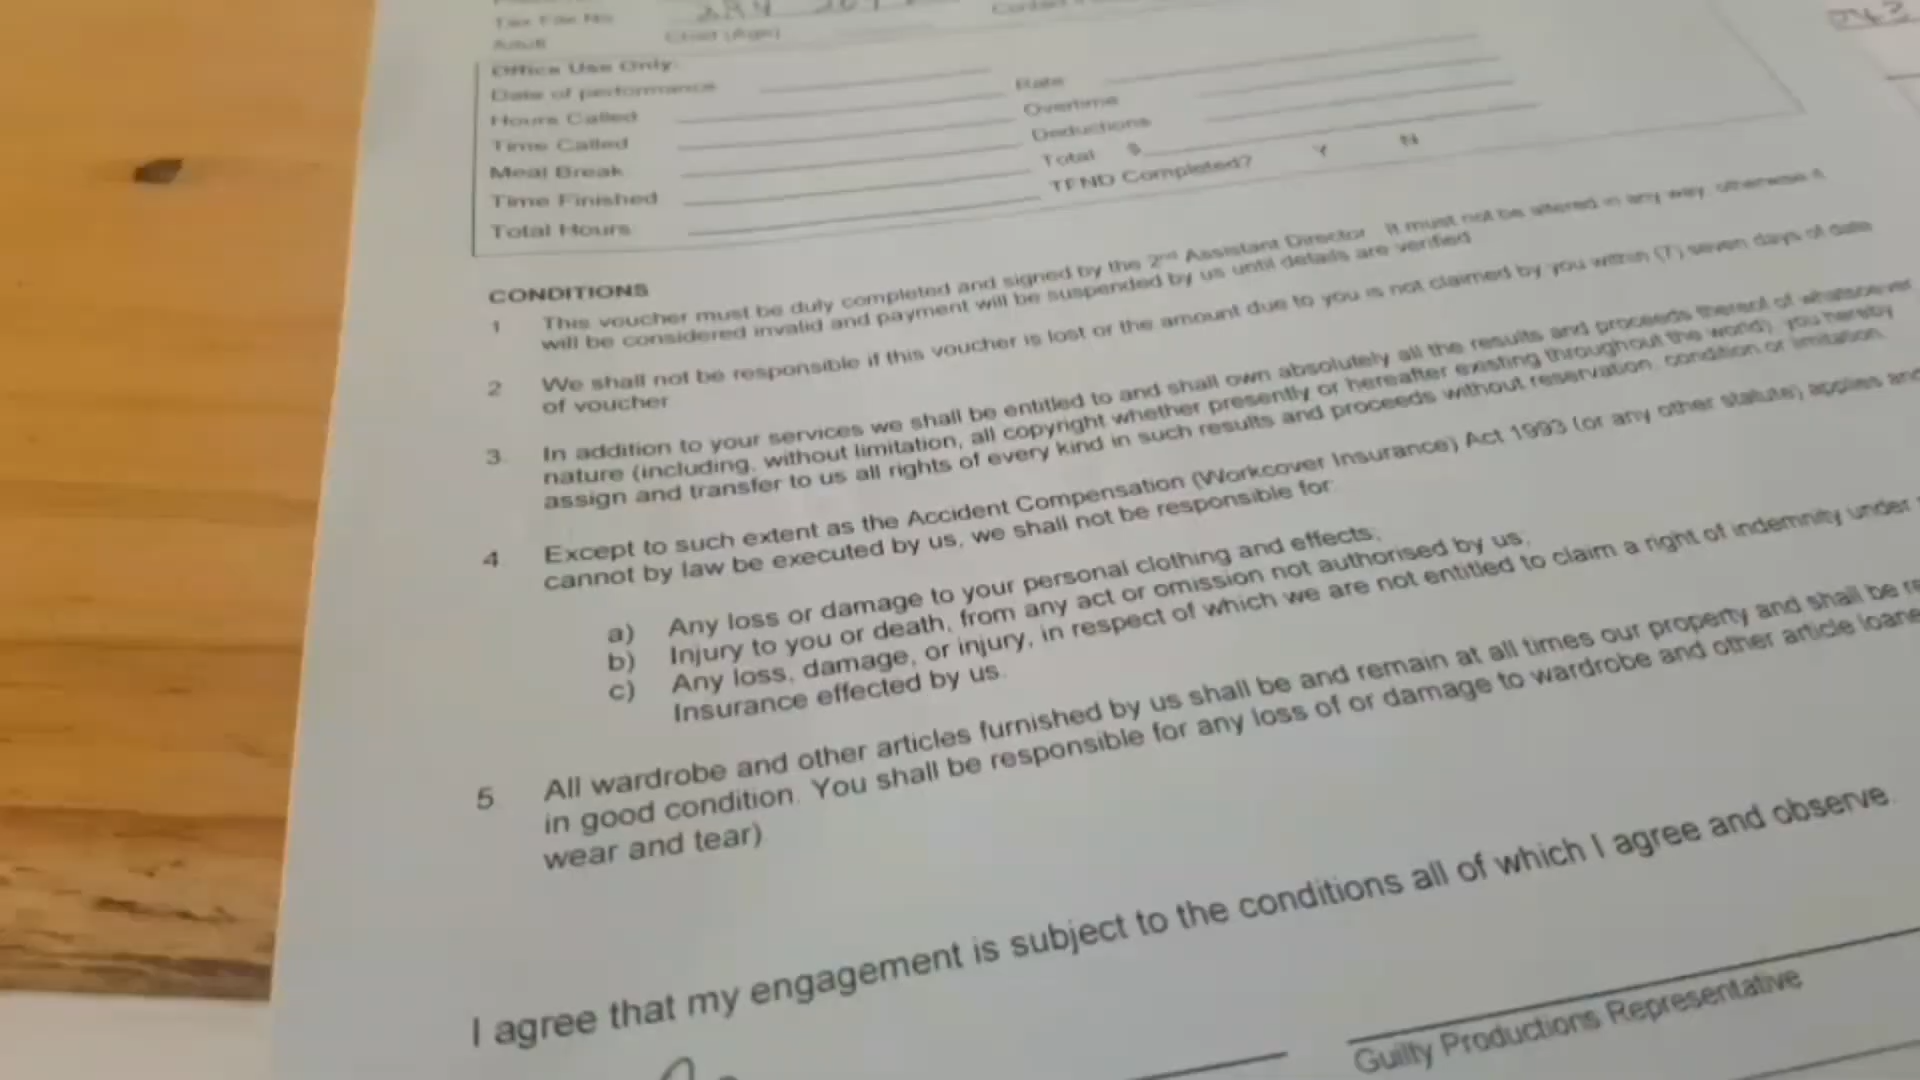 Tax File No
Adult Child (Age)
Office Use Only:
Date of performance Rate
Hours Called Overtime
Time Called Deductions
Meal Break Total $
Time Finished TFND Completed? Y N
Total Hours
CONDITIONS
1 This voucher must be duly completed and signed by the 2nd Assistant Director. It must not be altered in any way, otherwise it
will be considered invalid and payment will be suspended by us until details are verified
2 We shall not be responsible if this voucher is lost or the amount due to you is not claimed by you within (7) seven days of date
of voucher
3. In addition to your services we shall be entitled to and shall own absolutely all the results and proceeds thereof of whatsoever
nature (including, without limitation, all copyright whether presently or hereafter existing throughout the world), you hereby
assign and transfer to us all rights of every kind in such results and proceeds without reservation, condition or limitation.
4. Except to such extent as the Accident Compensation (Workcover Insurance) Act 1993 (or any other statute) applies and
cannot by law be executed by us, we shall not be responsible for:
a) Any loss or damage to your personal clothing and effects;
b) Injury to you or death, from any act or omission not authorised by us;
c) Any loss, damage, or injury, in respect of which we are not entitled to claim a right of indemnity under
Insurance effected by us.
5 All wardrobe and other articles furnished by us shall be and remain at all times our property and shall be
in good condition. You shall be responsible for any loss of or damage to wardrobe and other article
wear and tear)
I agree that my engagement is subject to the conditions all of which I agree and observe.
Guilty Productions Representative